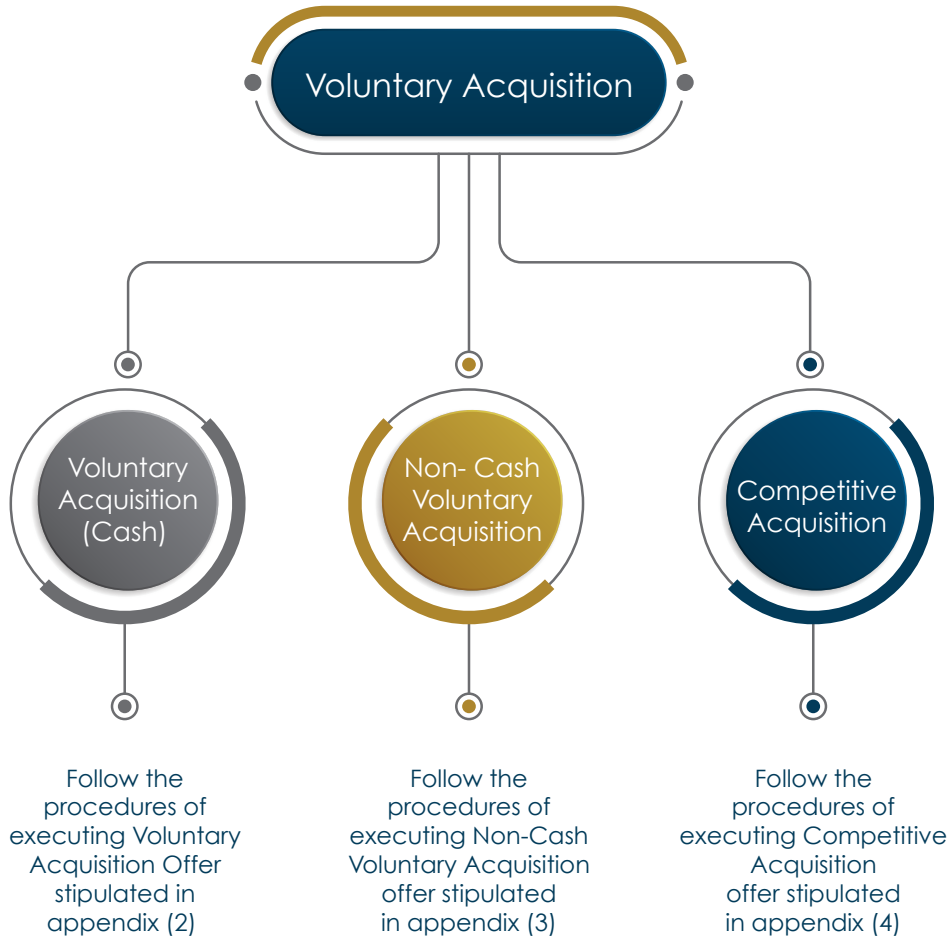 Voluntary Acquisition
Voluntary
Acquisition
(Cash)
Non- Cash
Voluntary
Acquisition
Competitive
Acquisition
Follow the
procedures of
executing Voluntary
Acquisition Offer
stipulated in
appendix (2)
Follow the
procedures of
executing Non-Cash
Voluntary Acquisition
offer stipulated
in appendix (3)
Follow the
procedures of
executing Competitive
Acquisition
offer stipulated
in appendix (4)